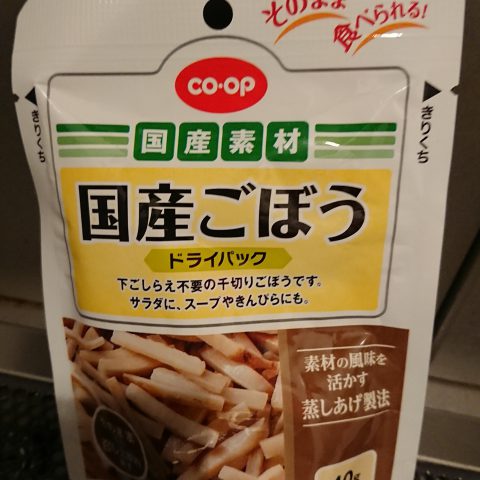 そのまま
食べられる!
CO·OP
きりくち
きりくち
国産素材
国産ごぼう
ドライパック
下ごしらえ不要の千切りごぼうです。
サラダに、スープやきんぴらにも。
素材の風味を
活かす
蒸しあげ製法
40g